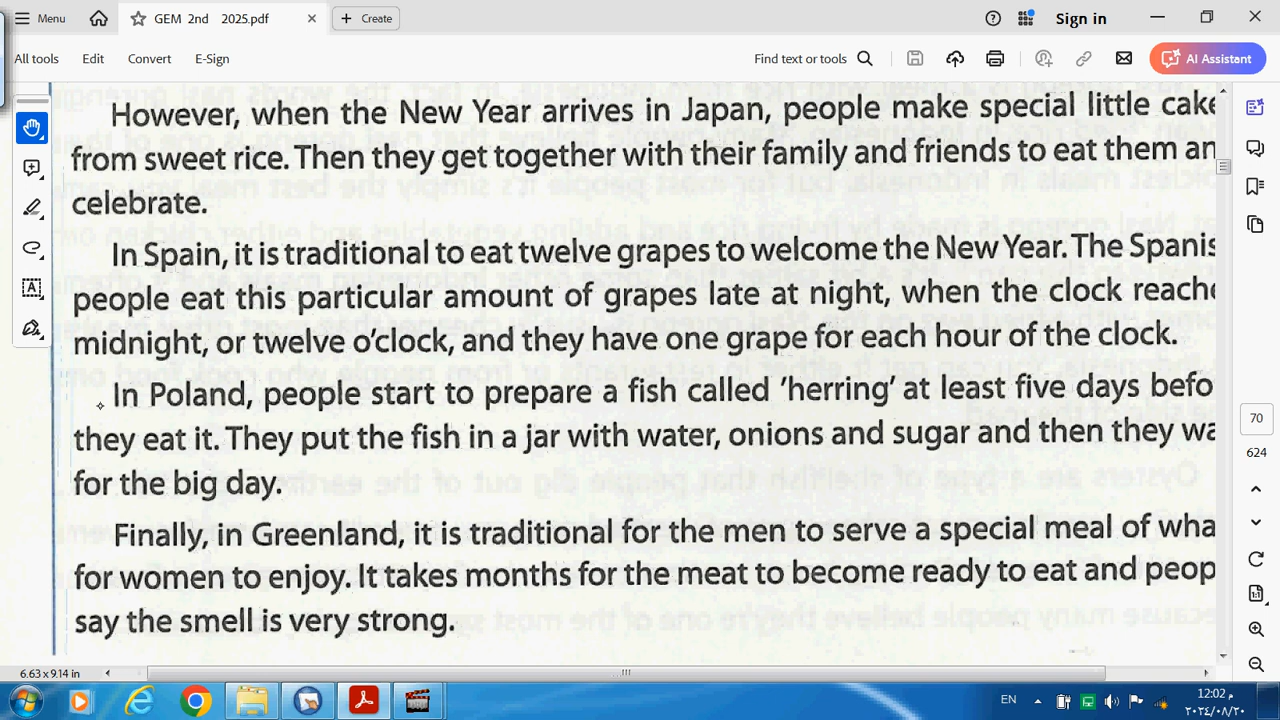 Menu
GEM 2nd 2025.pdf
Create
Sign in
All tools
Edit
Convert
E-Sign
Find text or tools
AI Assistant
However, when the New Year arrives in Japan, people make special little cake
from sweet rice. Then they get together with their family and friends to eat them an
celebrate.
In Spain, it is traditional to eat twelve grapes to welcome the New Year. The Spanis
people eat this particular amount of grapes late at night, when the clock reache
midnight, or twelve o'clock, and they have one grape for each hour of the clock.
In Poland, people start to prepare a fish called 'herring' at least five days befo
they eat it. They put the fish in a jar with water, onions and sugar and then they wa
for the big day.
Finally, in Greenland, it is traditional for the men to serve a special meal of wha
for women to enjoy. It takes months for the meat to become ready to eat and peop
say the smell is very strong.
70
624
6.63 x 9.14 in
EN
12:02 م
٢٠٢٤/٠٨/٢٠